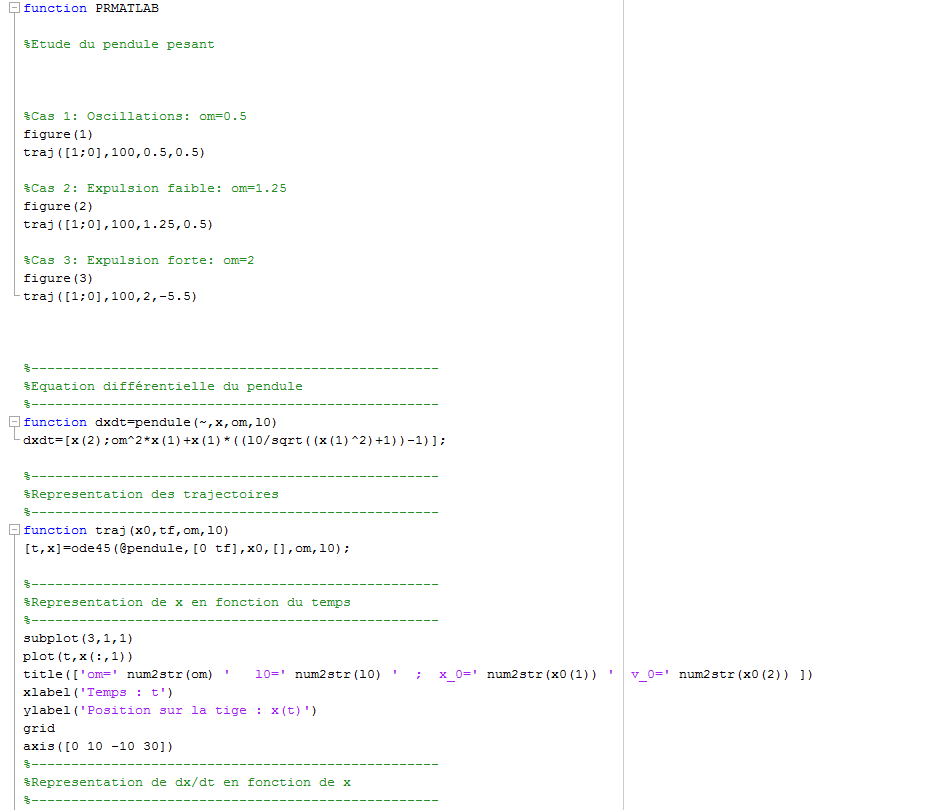 function PRMATLAB
%Etude du pendule pesant
%Cas 1: Oscillations: om=0.5
figure(1)
traj([1;0],100,0.5,0.5)
%Cas 2: Expulsion faible: om=1.25
figure(2)
traj([1;0],100,1.25,0.5)
%Cas 3: Expulsion forte: om=2
figure(3)
traj([1;0],100,2,-5.5)
%---------------------------------------------------
%Equation différentielle du pendule
%---------------------------------------------------
function dxdt=pendule(~,x,om,l0)
dxdt=[x(2);om^2*x(1)+x(1)*((l0/sqrt((x(1)^2)+1))-1)];
%---------------------------------------------------
%Representation des trajectoires
%---------------------------------------------------
function traj(x0,tf,om,l0)
[t,x]=ode45(@pendule,[0 tf],x0,[],om,l0);
%---------------------------------------------------
%Representation de x en fonction du temps
%---------------------------------------------------
subplot(3,1,1)
plot(t,x(:,1))
title(['om=' num2str(om) '   l0=' num2str(l0) '  ;  x_0=' num2str(x0(1)) '  v_0=' num2str(x0(2)) ])
xlabel('Temps : t')
ylabel('Position sur la tige : x(t)')
grid
axis([0 10 -10 30])
%---------------------------------------------------
%Representation de dx/dt en fonction de x
%---------------------------------------------------